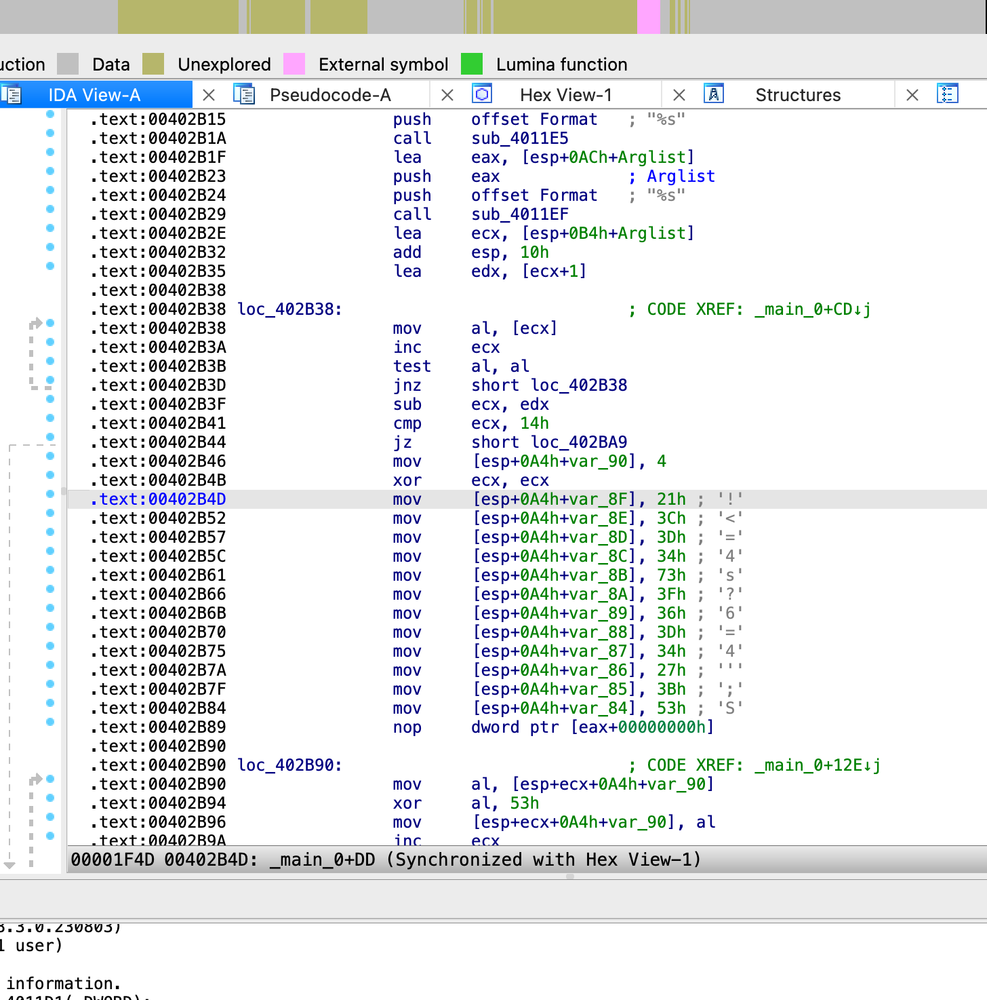 uction Data Unexplored External symbol Lumina function
IDA View-A Pseudocode-A Hex View-1 Structures
.text:00402B15 push offset Format ; "%s"
.text:00402B1A call sub_4011E5
.text:00402B1F lea eax, [esp+0ACh+Arglist]
.text:00402B23 push eax ; Arglist
.text:00402B24 push offset Format ; "%s"
.text:00402B29 call sub_4011EF
.text:00402B2E lea ecx, [esp+0B4h+Arglist]
.text:00402B32 add esp, 10h
.text:00402B35 lea edx, [ecx+1]
.text:00402B38
.text:00402B38 loc_402B38: ; CODE XREF: _main_0+CD↓j
.text:00402B38 mov al, [ecx]
.text:00402B3A inc ecx
.text:00402B3B test al, al
.text:00402B3D jnz short loc_402B38
.text:00402B3F sub ecx, edx
.text:00402B41 cmp ecx, 14h
.text:00402B44 jz short loc_402BA9
.text:00402B46 mov [esp+0A4h+var_90], 4
.text:00402B4B xor ecx, ecx
.text:00402B4D mov [esp+0A4h+var_8F], 21h ; '!'
.text:00402B52 mov [esp+0A4h+var_8E], 3Ch ; '<'
.text:00402B57 mov [esp+0A4h+var_8D], 3Dh ; '='
.text:00402B5C mov [esp+0A4h+var_8C], 34h ; '4'
.text:00402B61 mov [esp+0A4h+var_8B], 73h ; 's'
.text:00402B66 mov [esp+0A4h+var_8A], 3Fh ; '?'
.text:00402B6B mov [esp+0A4h+var_89], 36h ; '6'
.text:00402B70 mov [esp+0A4h+var_88], 3Dh ; '='
.text:00402B75 mov [esp+0A4h+var_87], 34h ; '4'
.text:00402B7A mov [esp+0A4h+var_86], 27h ; '''
.text:00402B7F mov [esp+0A4h+var_85], 3Bh ; ';'
.text:00402B84 mov [esp+0A4h+var_84], 53h ; 'S'
.text:00402B89 nop dword ptr [eax+00000000h]
.text:00402B90
.text:00402B90 loc_402B90: ; CODE XREF: _main_0+12E↓j
.text:00402B90 mov al, [esp+ecx+0A4h+var_90]
.text:00402B94 xor al, 53h
.text:00402B96 mov [esp+ecx+0A4h+var_90], al
.text:00402B9A inc ecx
00001F4D 00402B4D: _main_0+DD (Synchronized with Hex View-1)
3.3.0.230803)
1 user)
information.
4011D1(_DWORD);